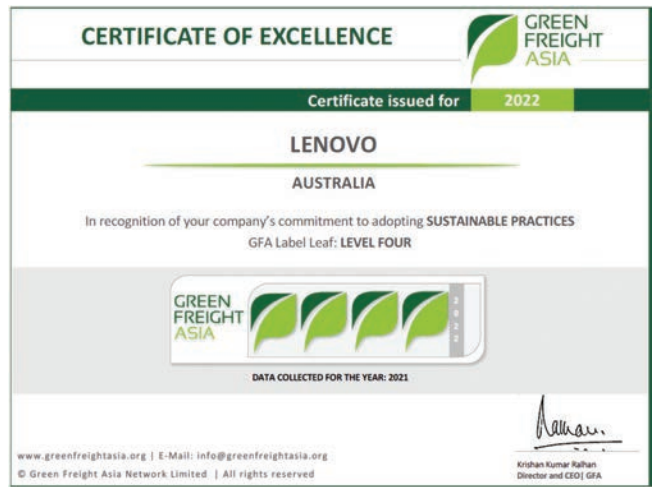 CERTIFICATE OF EXCELLENCE
GREEN
FREIGHT
ASIA
Certificate issued for 2022
LENOVO
AUSTRALIA
In recognition of your company's commitment to adopting SUSTAINABLE PRACTICES
GFA Label Leaf: LEVEL FOUR
GREEN
FREIGHT
ASIA
2022
DATA COLLECTED FOR THE YEAR: 2021
www.greenfreightasia.org | E-Mail: info@greenfreightasia.org
© Green Freight Asia Network Limited | All rights reserved
Krishan Kumar Ralhan
Director and CEO| GFA